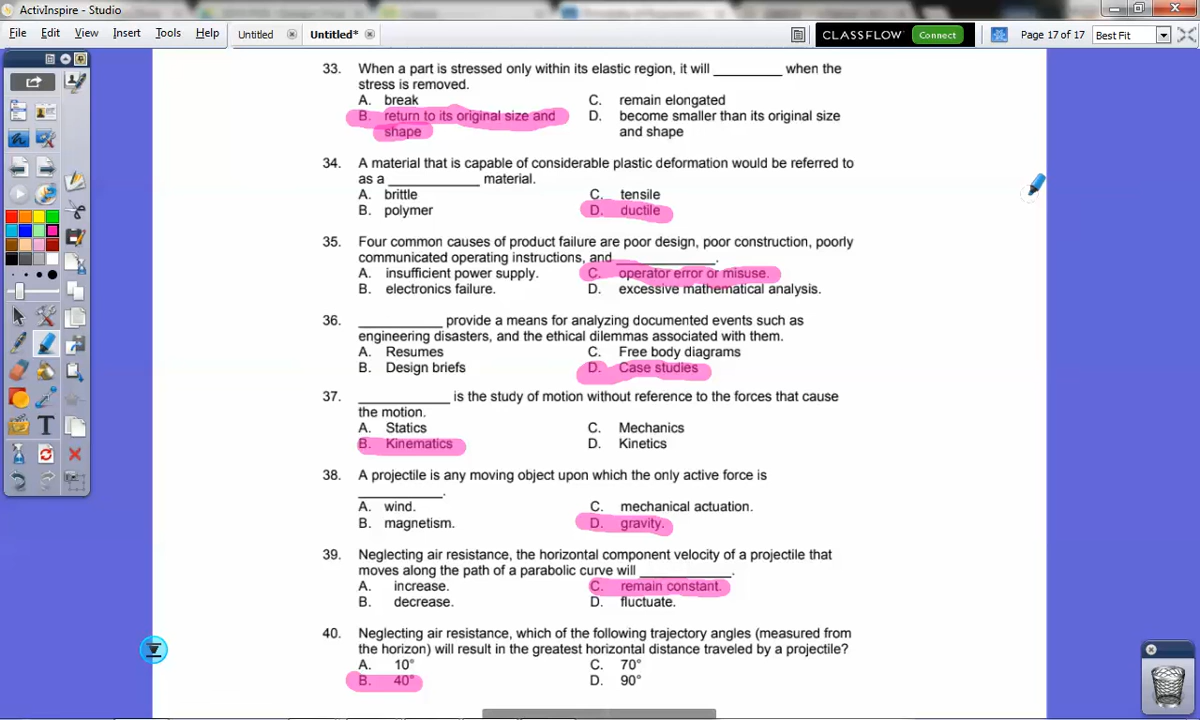 ActivInspire - Studio
File Edit View Insert Tools Help Untitled Untitled* CLASSFLOW Connect Page 17 of 17 Best Fit
33. When a part is stressed only within its elastic region, it will _________ when the
stress is removed.
A. break C. remain elongated
B. return to its original size and D. become smaller than its original size
shape and shape
34. A material that is capable of considerable plastic deformation would be referred to
as a ____________ material.
A. brittle C. tensile
B. polymer D. ductile
35. Four common causes of product failure are poor design, poor construction, poorly
communicated operating instructions, and _____________.
A. insufficient power supply. C. operator error or misuse.
B. electronics failure. D. excessive mathematical analysis.
36. ___________ provide a means for analyzing documented events such as
engineering disasters, and the ethical dilemmas associated with them.
A. Resumes C. Free body diagrams
B. Design briefs D. Case studies
37. ____________ is the study of motion without reference to the forces that cause
the motion.
A. Statics C. Mechanics
B. Kinematics D. Kinetics
38. A projectile is any moving object upon which the only active force is
___________.
A. wind. C. mechanical actuation.
B. magnetism. D. gravity.
39. Neglecting air resistance, the horizontal component velocity of a projectile that
moves along the path of a parabolic curve will ____________.
A. increase. C. remain constant.
B. decrease. D. fluctuate.
40. Neglecting air resistance, which of the following trajectory angles (measured from
the horizon) will result in the greatest horizontal distance traveled by a projectile?
A. 10° C. 70°
B. 40° D. 90°